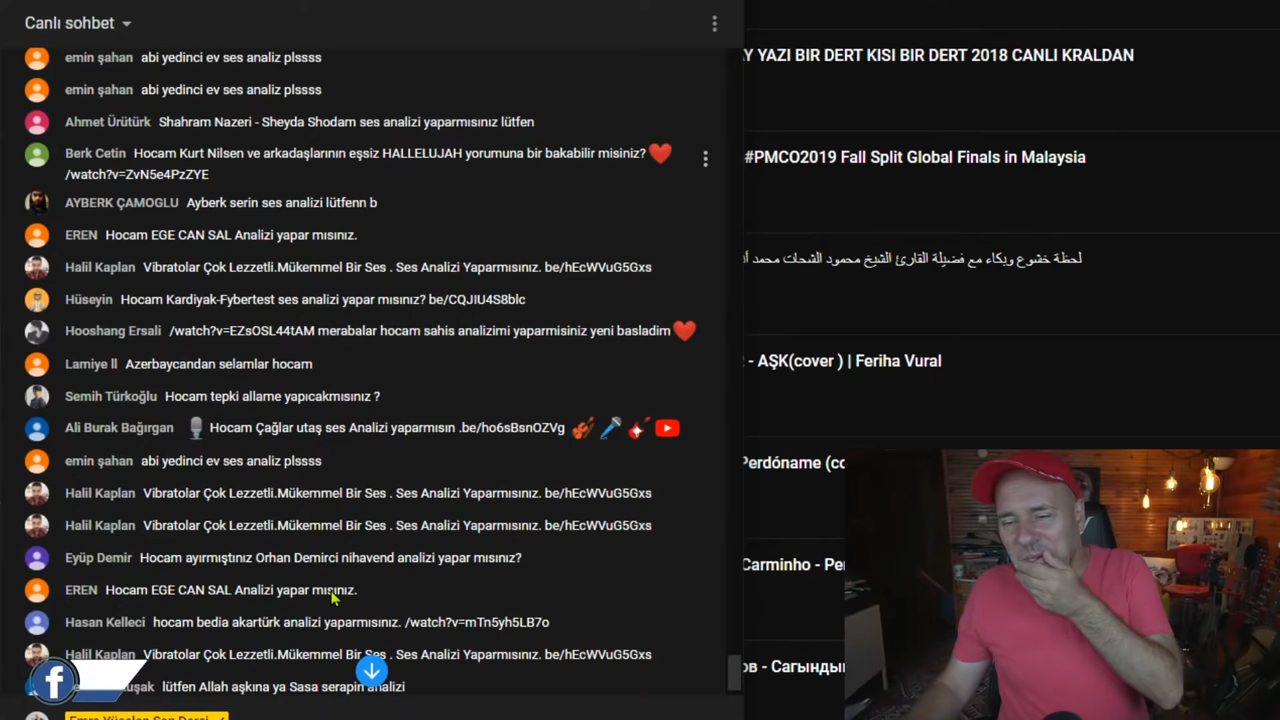 Canlı sohbet
emin şahan abi yedinci ev ses analiz plssss
emin şahan abi yedinci ev ses analiz plssss
Ahmet Ürütürk Shahram Nazeri - Sheyda Shodam ses analizi yaparmısınız lütfen
Berk Cetin Hocam Kurt Nilsen ve arkadaşlarının eşsiz HALLELUJAH yorumuna bir bakabilir misiniz? ❤️
/watch?v=ZvN5e4PzZYE
AYBERK ÇAMOGLU Ayberk serin ses analizi lütfenn b
EREN Hocam EGE CAN SAL Analizi yapar mısınız.
Halil Kaplan Vibratolar Çok Lezzetli.Mükemmel Bir Ses . Ses Analizi Yaparmısınız. be/hEcWVuG5Gxs
Hüseyin Hocam Kardiyak-Fybertest ses analizi yapar mısınız? be/CQJIU4S8blc
Hooshang Ersali /watch?v=EZsOSL44tAM merabalar hocam sahis analizimi yaparmisiniz yeni basladim ❤️
Lamiye ll Azerbaycandan selamlar hocam
Semih Türkoğlu Hocam tepki allame yapıcakmısınız ?
Ali Burak Bağırgan 🎙️ Hocam Çağlar utaş ses Analizi yaparmısın .be/ho6sBsnOZVg 🎻 🎤 🎸
emin şahan abi yedinci ev ses analiz plssss
Halil Kaplan Vibratolar Çok Lezzetli.Mükemmel Bir Ses . Ses Analizi Yaparmısınız. be/hEcWVuG5Gxs
Halil Kaplan Vibratolar Çok Lezzetli.Mükemmel Bir Ses . Ses Analizi Yaparmısınız. be/hEcWVuG5Gxs
Eyüp Demir Hocam ayırmıştınız Orhan Demirci nihavend analizi yapar mısınız?
EREN Hocam EGE CAN SAL Analizi yapar mısınız.
Hasan Kelleci hocam bedia akartürk analizi yaparmısınız. /watch?v=mTn5yh5LB7o
Halil Kaplan Vibratolar Çok Lezzetli.Mükemmel Bir Ses . Ses Analizi Yaparmısınız. be/hEcWVuG5Gxs
lütfen Allah aşkına ya Sasa serapin analizi
f
AY YAZI BIR DERT KISI BIR DERT 2018 CANLI KRALDAN
#PMCO2019 Fall Split Global Finals in Malaysia
لحظة خشوع وبكاء مع فضيلة القارئ الشيخ محمود الشحات محمد
- AŞK(cover ) | Feriha Vural
Perdóname (co
Carminho - Pe
ов - Сагынды